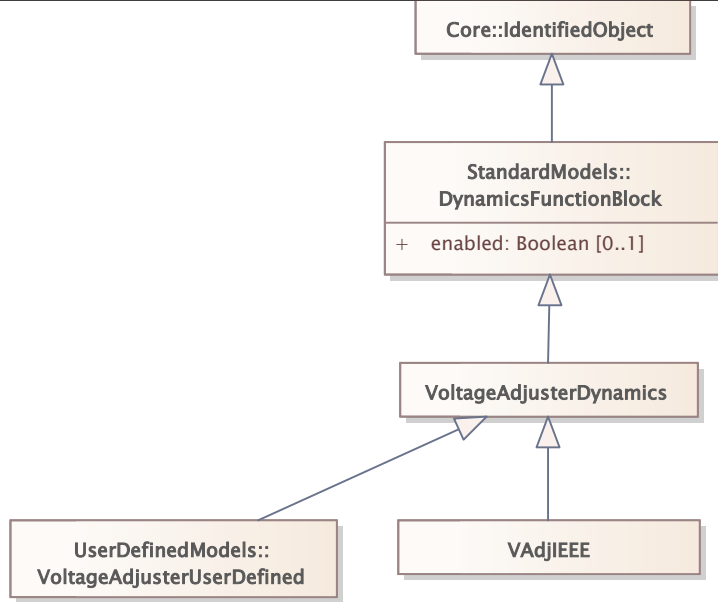 Core::IdentifiedObject
StandardModels::
DynamicsFunctionBlock
+ enabled: Boolean [0..1]
VoltageAdjusterDynamics
UserDefinedModels::
VoltageAdjusterUserDefined
VAdjIEEE